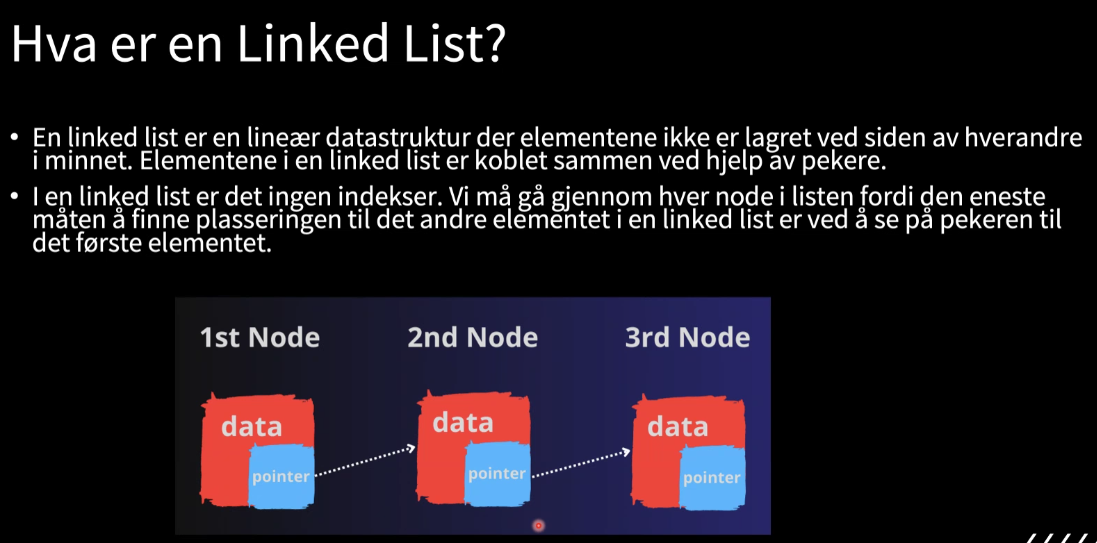 Hva er en Linked List?
• En linked list er en lineær datastruktur der elementene ikke er lagret ved siden av hverandre
i minnet. Elementene i en linked list er koblet sammen ved hjelp av pekere.
• I en linked list er det ingen indekser. Vi må gå gjennom hver node i listen fordi den eneste
måten å finne plasseringen til det andre elementet i en linked list er ved å se på pekeren til
det første elementet.
1st Node
2nd Node
3rd Node
data
data
data
pointer
pointer
pointer